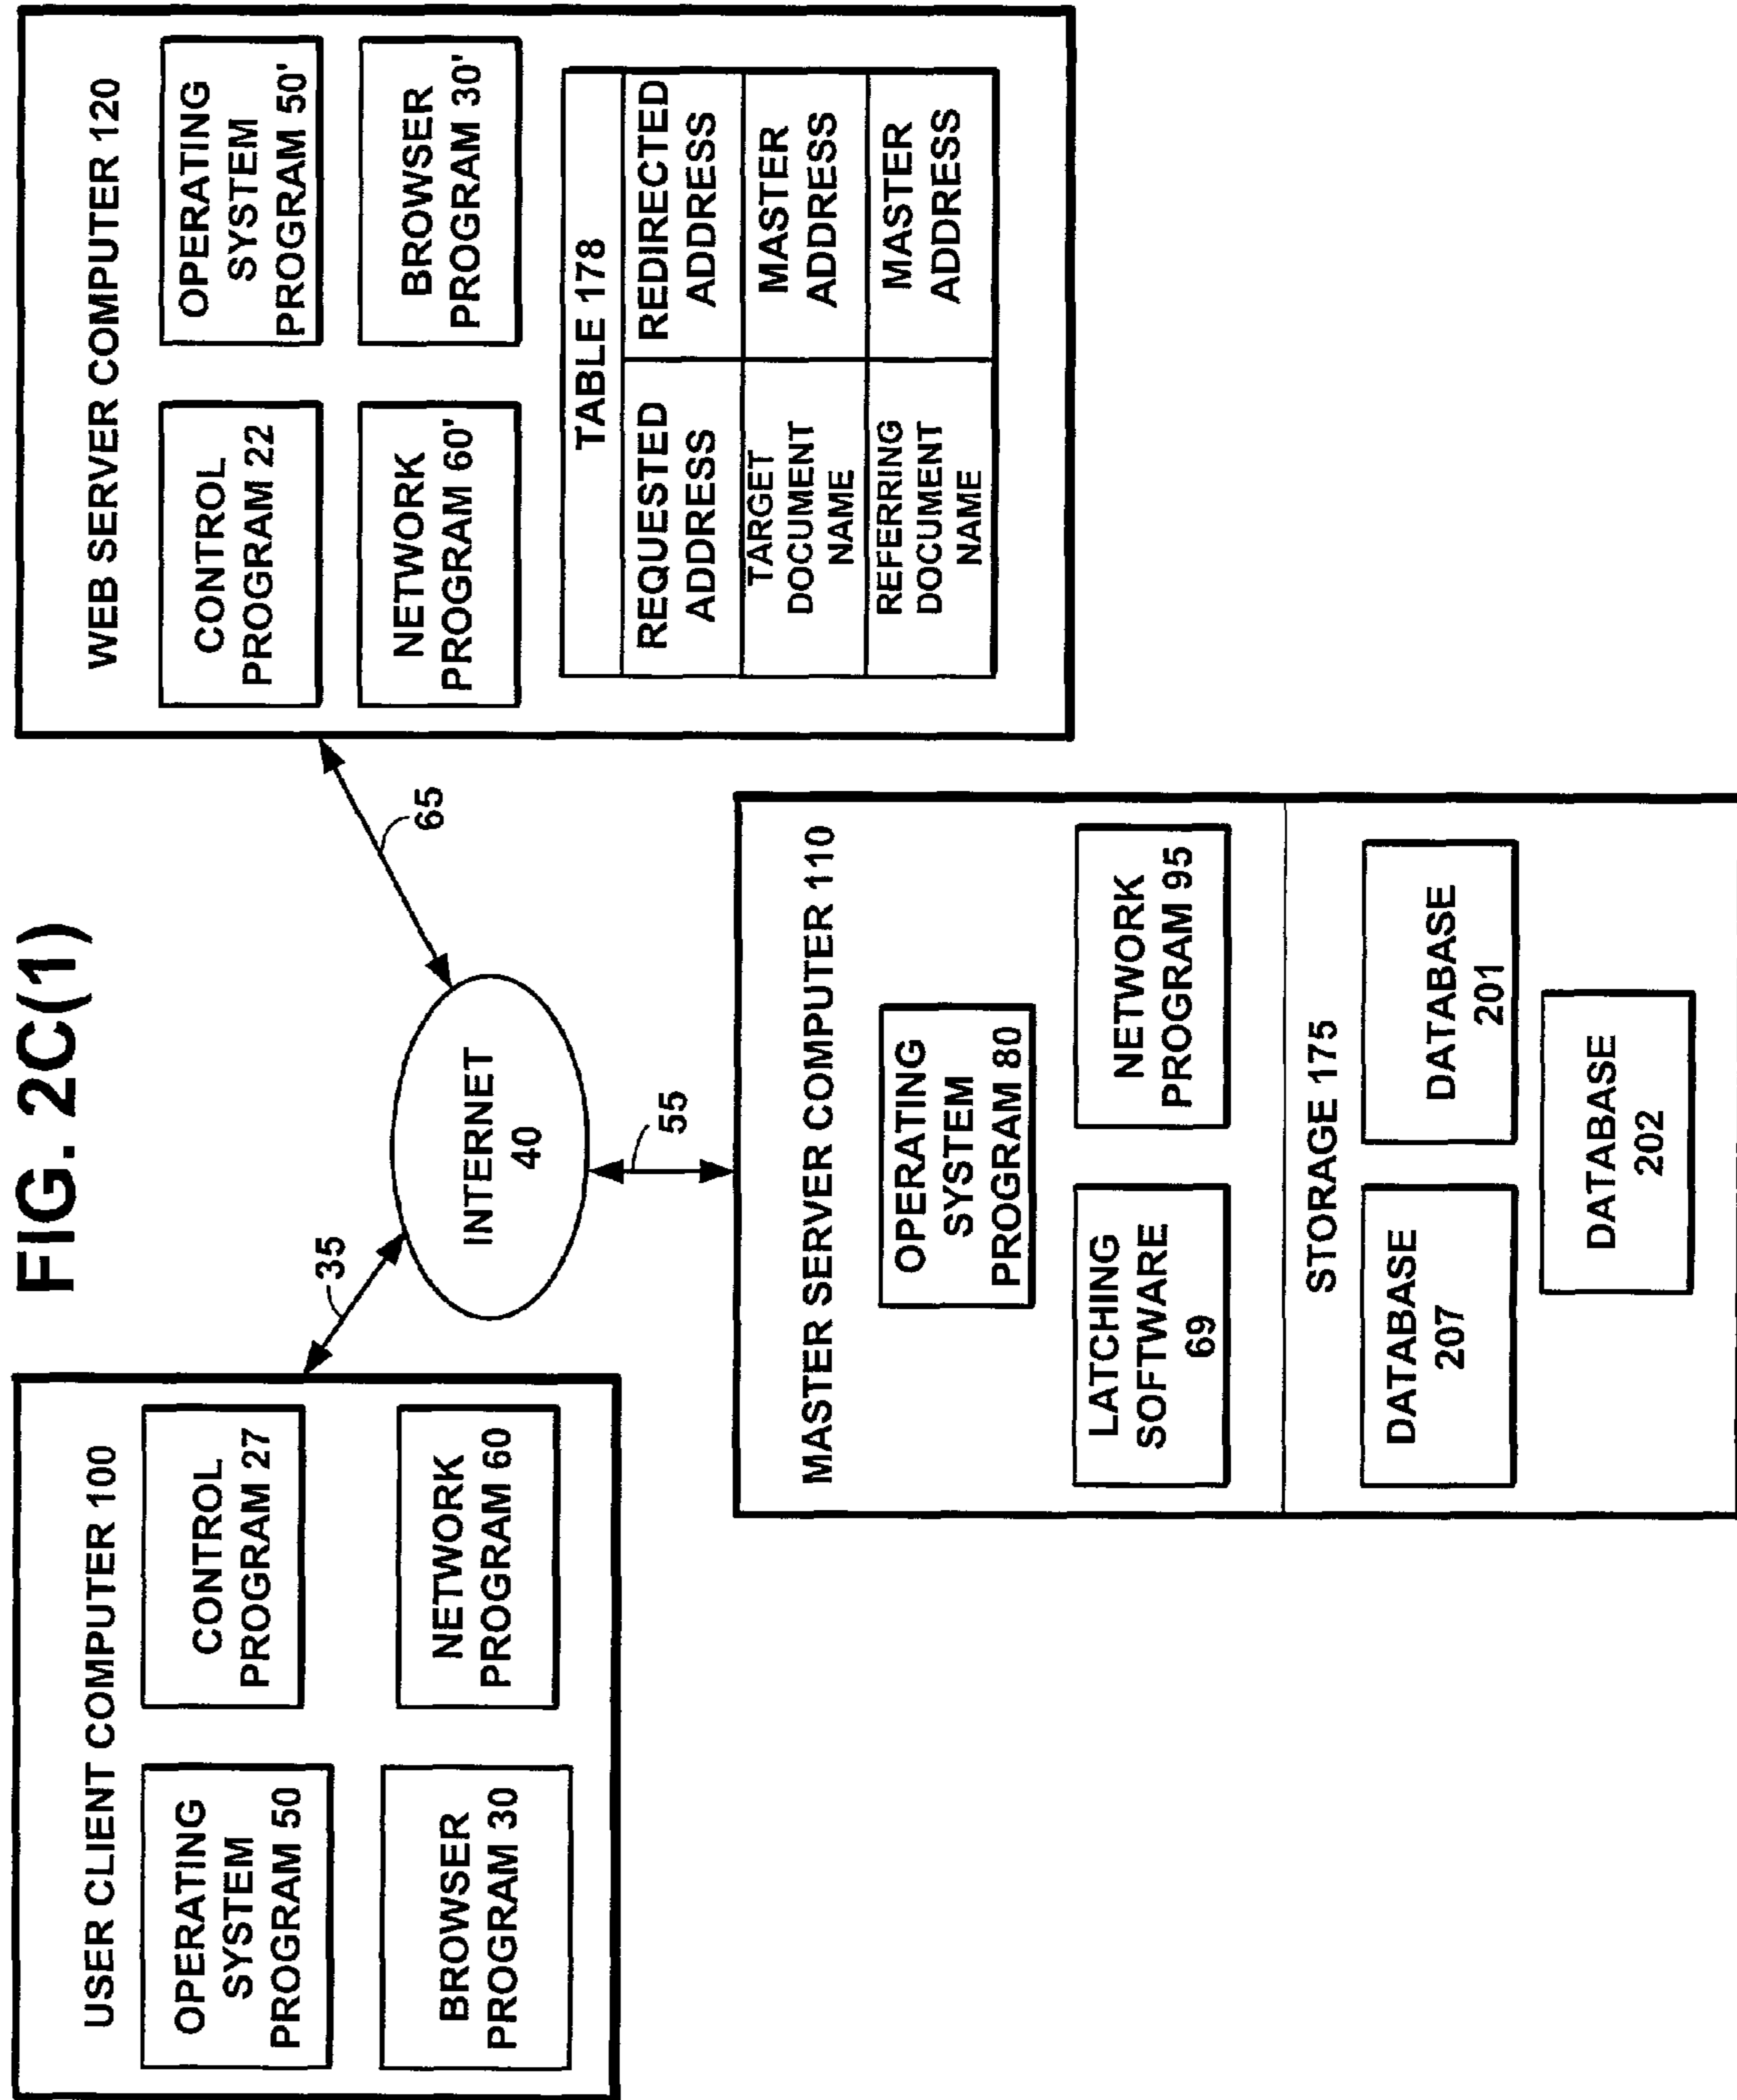 FIG. 2C(1)
USER CLIENT COMPUTER 100
OPERATING
SYSTEM
PROGRAM 50
CONTROL
PROGRAM 27
BROWSER
PROGRAM 30
NETWORK
PROGRAM 60
35
INTERNET
40
65
55
WEB SERVER COMPUTER 120
CONTROL
PROGRAM 22
OPERATING
SYSTEM
PROGRAM 50'
NETWORK
PROGRAM 60'
BROWSER
PROGRAM 30'
TABLE 178
REQUESTED
ADDRESS
REDIRECTED
ADDRESS
TARGET
DOCUMENT
NAME
MASTER
ADDRESS
REFERRING
DOCUMENT
NAME
MASTER
ADDRESS
MASTER SERVER COMPUTER 110
OPERATING
SYSTEM
PROGRAM 80
LATCHING
SOFTWARE
69
NETWORK
PROGRAM 95
STORAGE 175
DATABASE
207
DATABASE
201
DATABASE
202